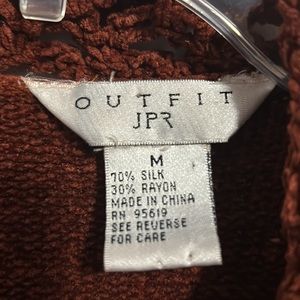 OUTFIT
JPR
M
70% SILK
30% RAYON
MADE IN CHINA
RN 95619
SEE REVERSE
FOR CARE